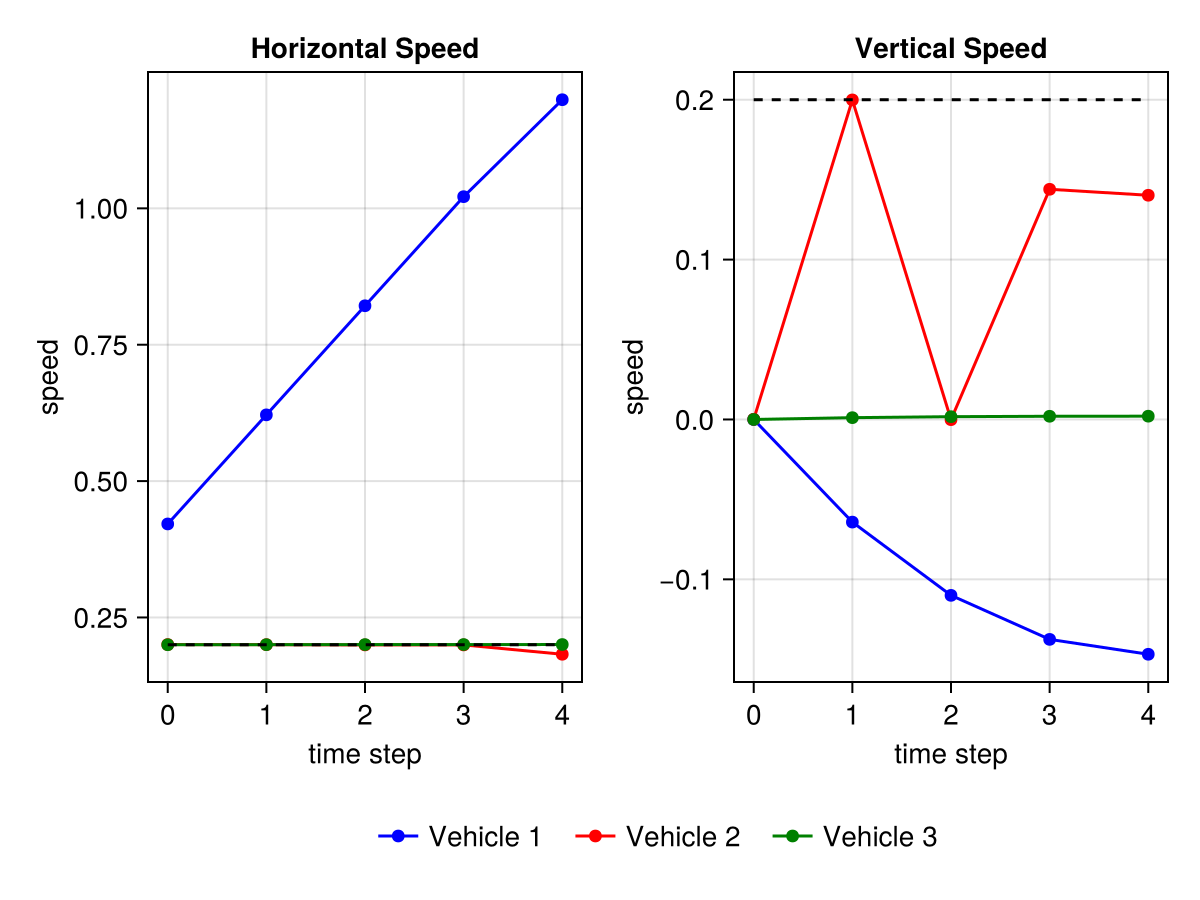 Horizontal Speed
speed
1.00
0.75
0.50
0.25
0 1 2 3 4
time step
Vertical Speed
speed
0.2
0.1
0.0
−0.1
0 1 2 3 4
time step
Vehicle 1 Vehicle 2 Vehicle 3